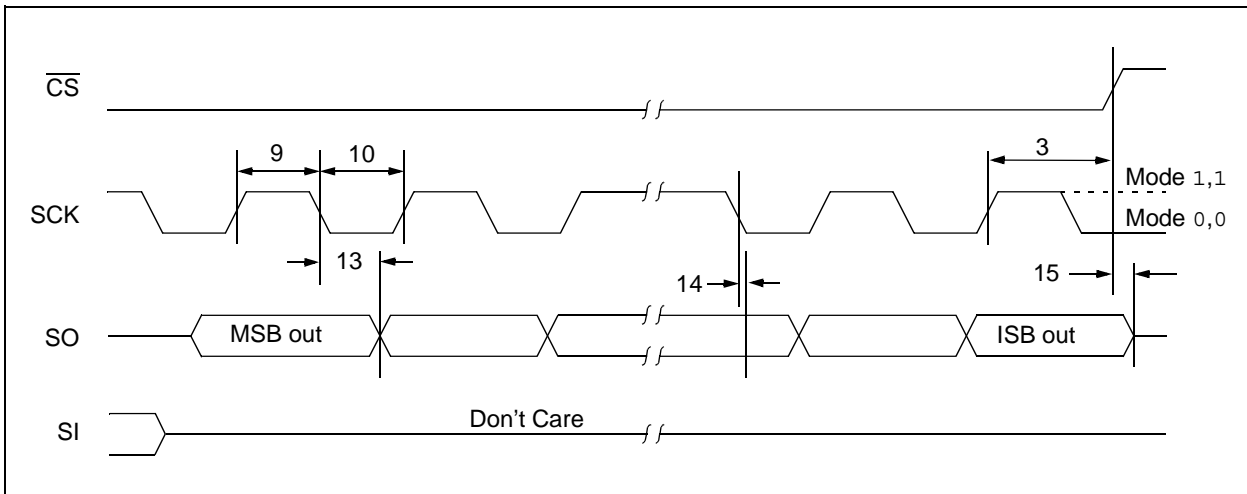 CS
9
10
3
SCK
Mode 1,1
Mode 0,0
13
14
15
SO
MSB out
ISB out
SI
Don't Care